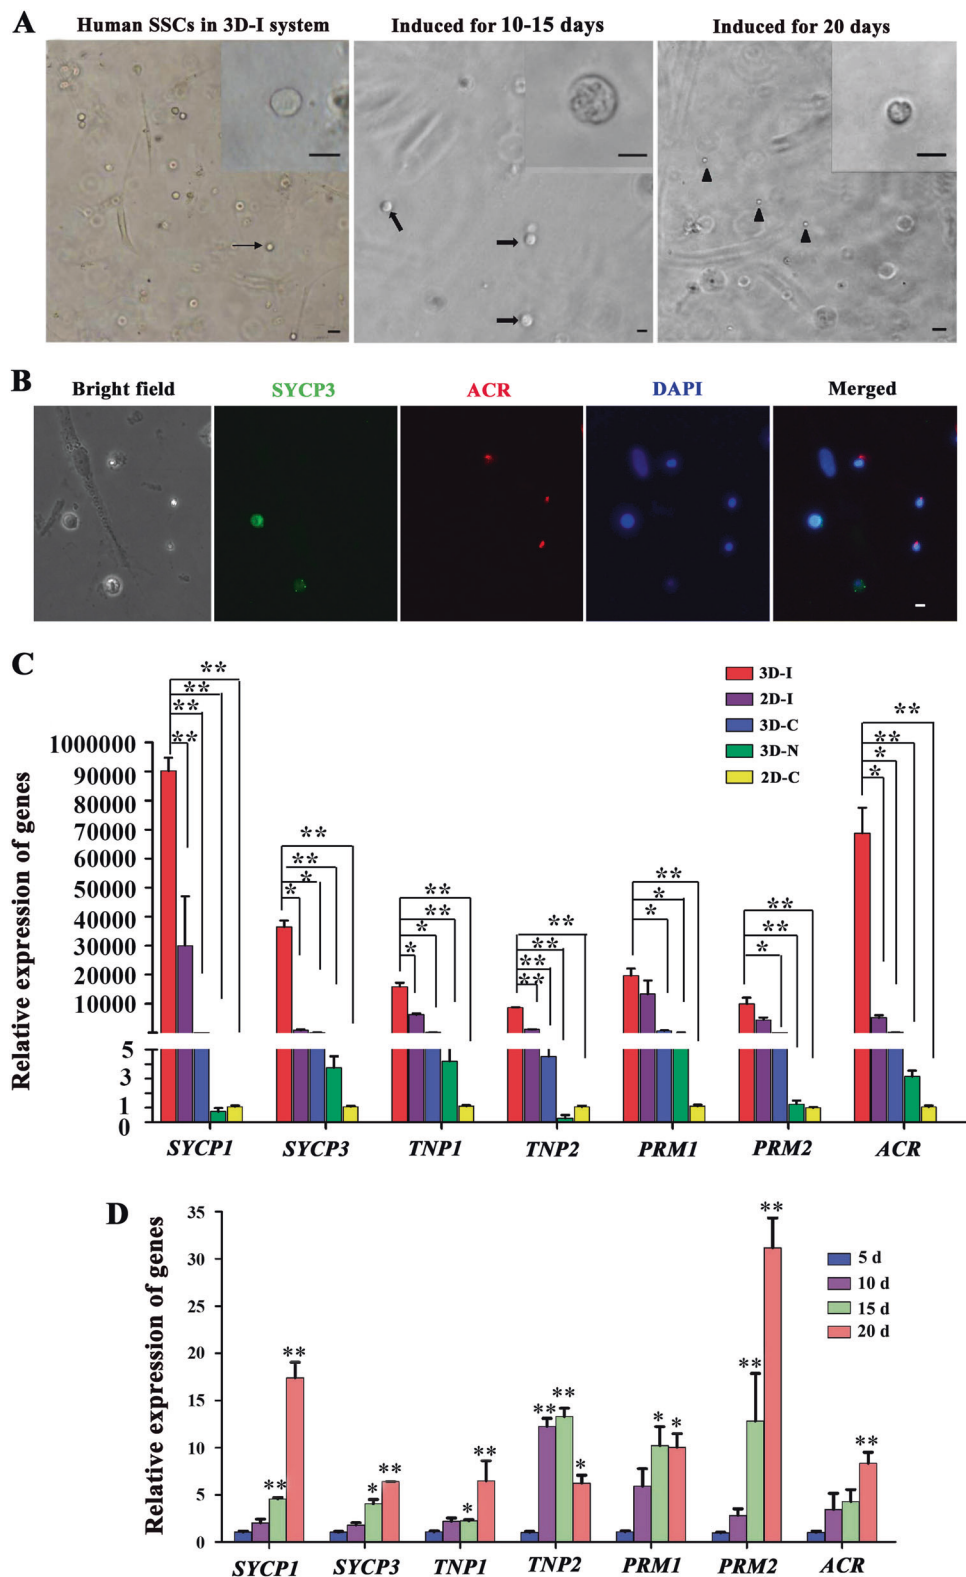 A
Human SSCs in 3D-I system
Induced for 10-15 days
Induced for 20 days
B
Bright field
SYCP3
ACR
DAPI
Merged
C
Relative expression of genes
1000000
90000
80000
70000
60000
50000
40000
30000
20000
10000
5
3
1
0
** ** ** **
** ** * *
** ** * *
** ** ** **
** * *
** ** *
** ** * *
3D-I
2D-I
3D-C
3D-N
2D-C
SYCP1 SYCP3 TNP1 TNP2 PRM1 PRM2 ACR
D
Relative expression of genes
35
30
25
20
15
10
5
0
** **
* **
* **
** ** *
* *
** **
**
5 d
10 d
15 d
20 d
SYCP1 SYCP3 TNP1 TNP2 PRM1 PRM2 ACR